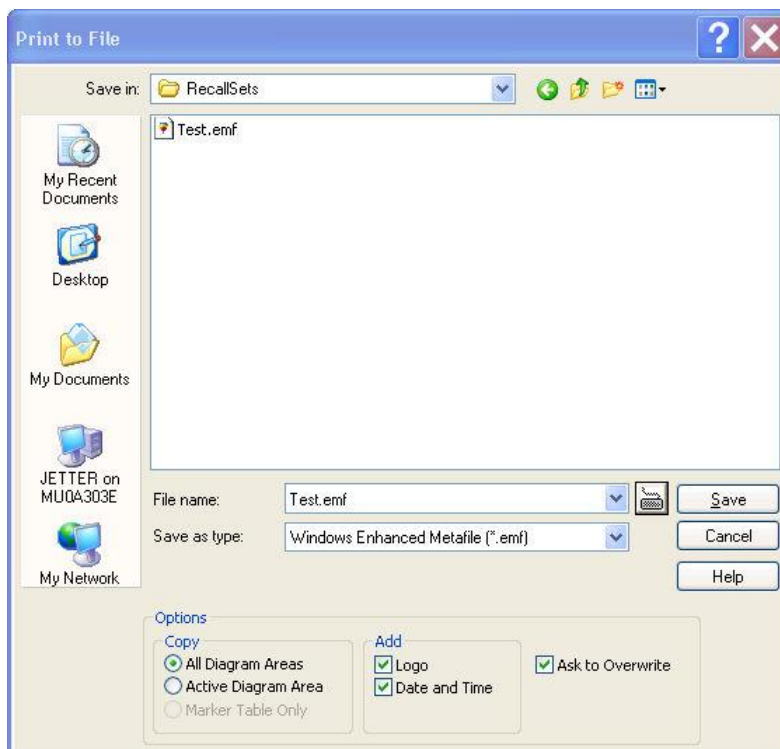 Print to File
Save in:
RecallSets
Test.emf
My Recent
Documents
Desktop
My Documents
JETTER on
MU0A303E
My Network
File name:
Test.emf
Save
Save as type:
Windows Enhanced Metafile (*.emf)
Cancel
Help
Options
Copy
All Diagram Areas
Active Diagram Area
Marker Table Only
Add
Logo
Date and Time
Ask to Overwrite